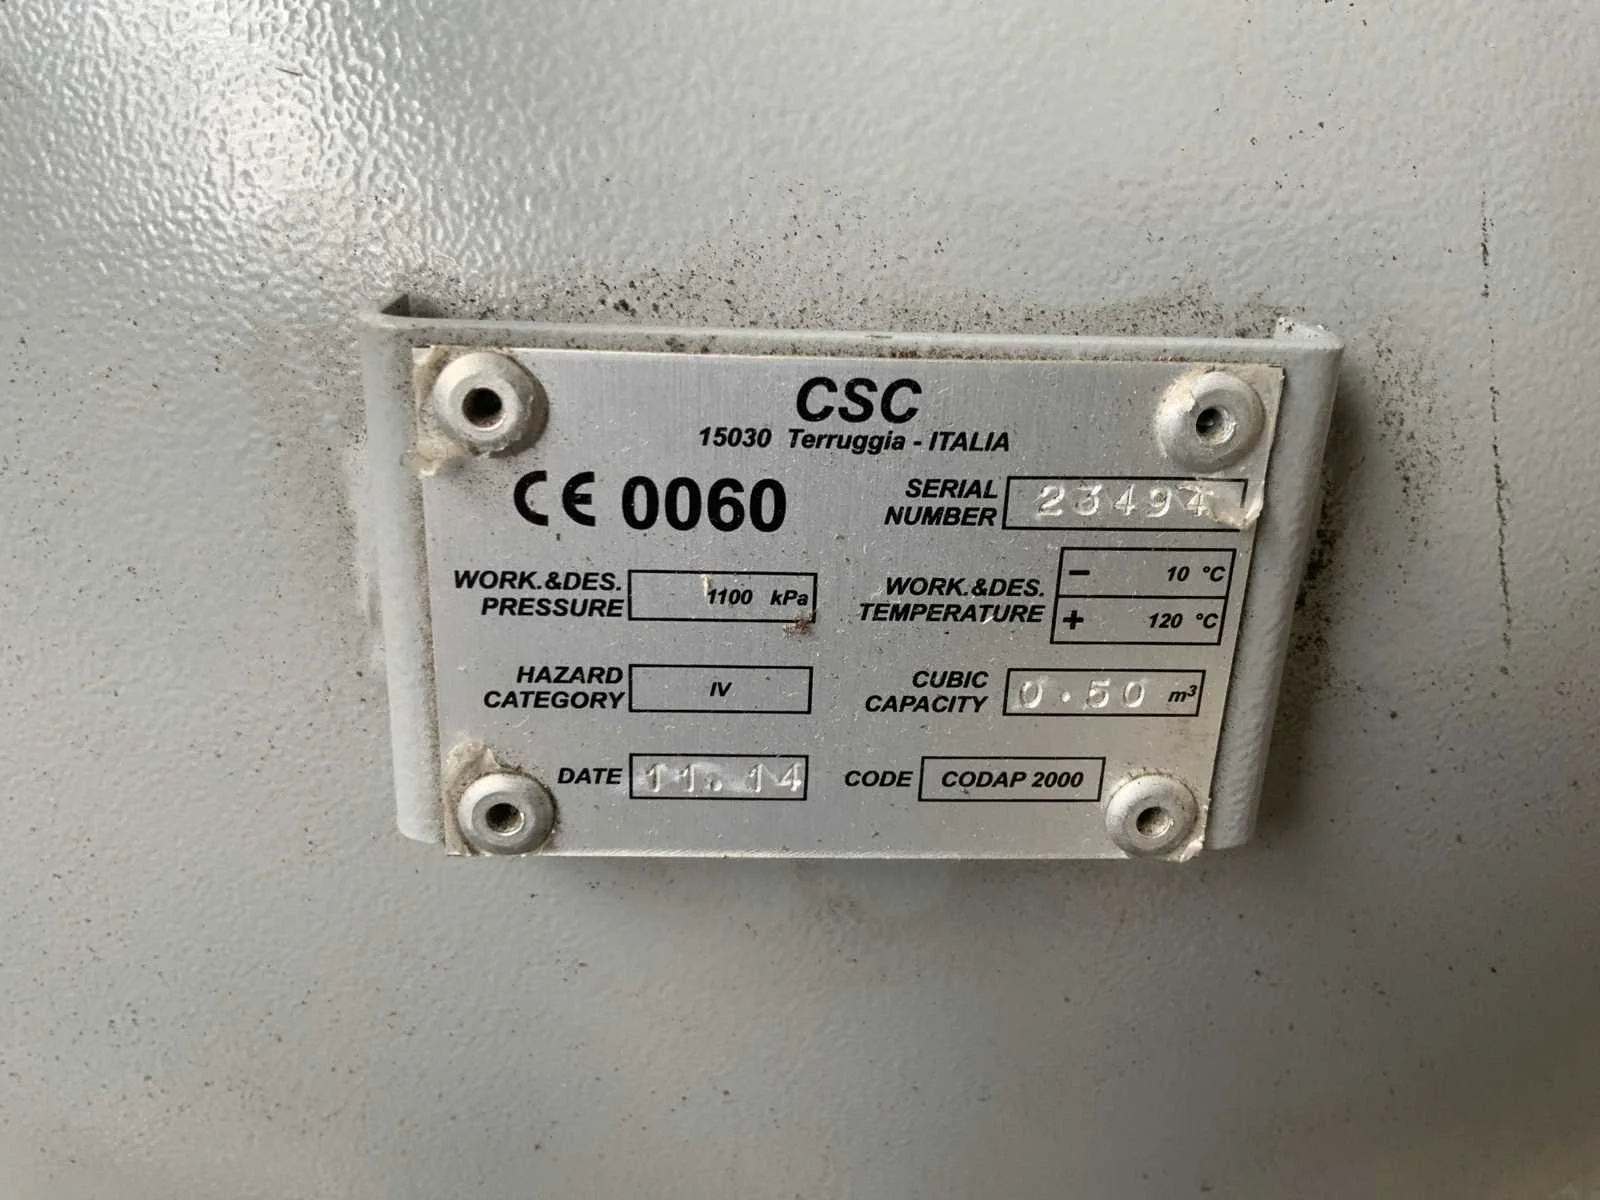 CSC
15030 Terruggia - ITALIA
CE 0060
SERIAL NUMBER 23494
WORK.&DES. PRESSURE 1100 kPa
WORK.&DES. TEMPERATURE
- 10 °C
+ 120 °C
HAZARD CATEGORY IV
CUBIC CAPACITY 0.50 m³
DATE 11.14
CODE CODAP 2000